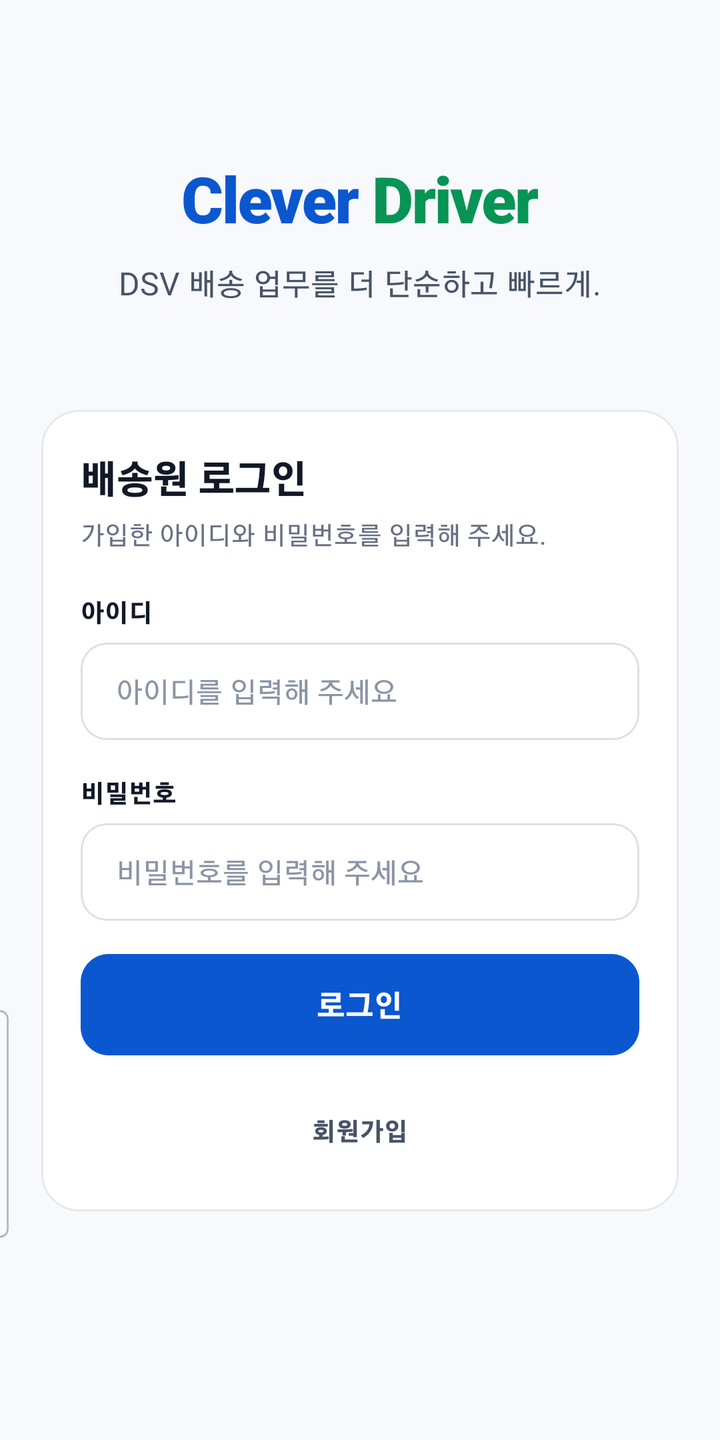 Clever Driver
DSV 배송 업무를 더 단순하고 빠르게.
배송원 로그인
가입한 아이디와 비밀번호를 입력해 주세요.
아이디
아이디를 입력해 주세요
비밀번호
비밀번호를 입력해 주세요
로그인
회원가입